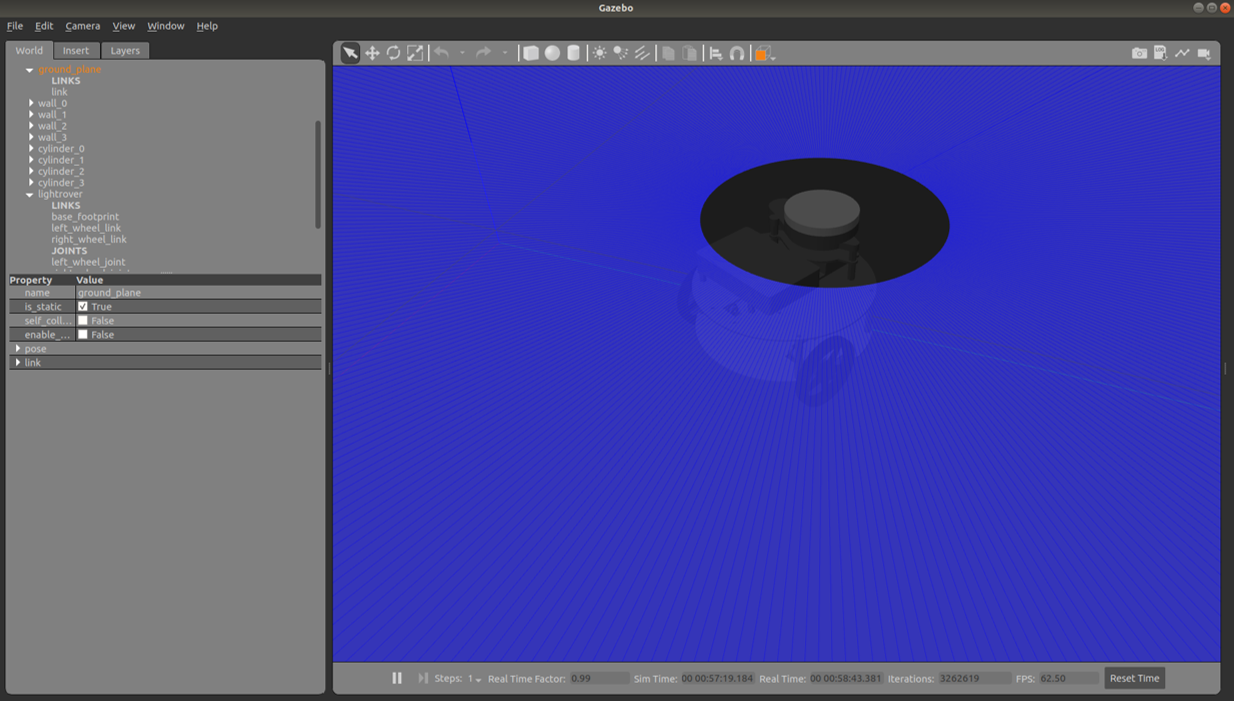 Gazebo
File Edit Camera View Window Help
World Insert Layers
ground_plane
LINKS
link
wall_0
wall_1
wall_2
wall_3
cylinder_0
cylinder_1
cylinder_2
cylinder_3
lightrover
LINKS
base_footprint
left_wheel_link
right_wheel_link
JOINTS
left_wheel_joint
Property Value
name ground_plane
is_static True
self_coll... False
enable_... False
pose
link
Steps: 1 Real Time Factor: 0.99 Sim Time: 00 00:57:19.184 Real Time: 00 00:58:43.381 Iterations: 3262619 FPS: 62.50 Reset Time